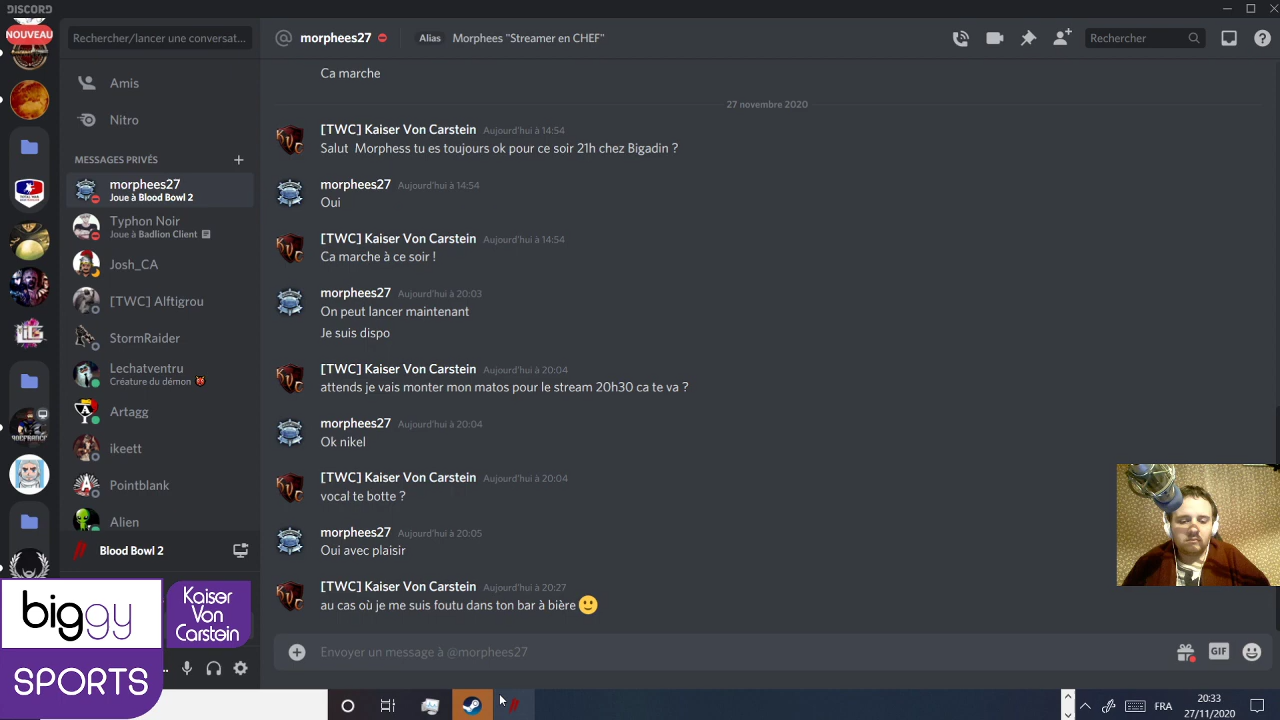 DISCORD
NOUVEAU
Rechercher/lancer une conversat...
morphees27
Alias
Morphees "Streamer en CHEF"
Rechercher
Amis
Nitro
MESSAGES PRIVÉS
morphees27
Joue à Blood Bowl 2
Typhon Noir
Joue à Badlion Client
Josh_CA
[TWC] Alftigrou
StormRaider
Lechatventru
Créature du démon
Artagg
ikeett
Pointblank
Alien
Blood Bowl 2
Ca marche
27 novembre 2020
[TWC] Kaiser Von Carstein Aujourd'hui à 14:54
Salut Morphess tu es toujours ok pour ce soir 21h chez Bigadin ?
morphees27 Aujourd'hui à 14:54
Oui
[TWC] Kaiser Von Carstein Aujourd'hui à 14:54
Ca marche à ce soir !
morphees27 Aujourd'hui à 20:03
On peut lancer maintenant
Je suis dispo
[TWC] Kaiser Von Carstein Aujourd'hui à 20:04
attends je vais monter mon matos pour le stream 20h30 ca te va ?
morphees27 Aujourd'hui à 20:04
Ok nikel
[TWC] Kaiser Von Carstein Aujourd'hui à 20:04
vocal te botte ?
morphees27 Aujourd'hui à 20:05
Oui avec plaisir
[TWC] Kaiser Von Carstein Aujourd'hui à 20:27
au cas où je me suis foutu dans ton bar à bière 🙂
Envoyer un message à @morphees27
GIF
biggy
SPORTS
Kaiser
Von
Carstein
FRA
20:33
27/11/2020